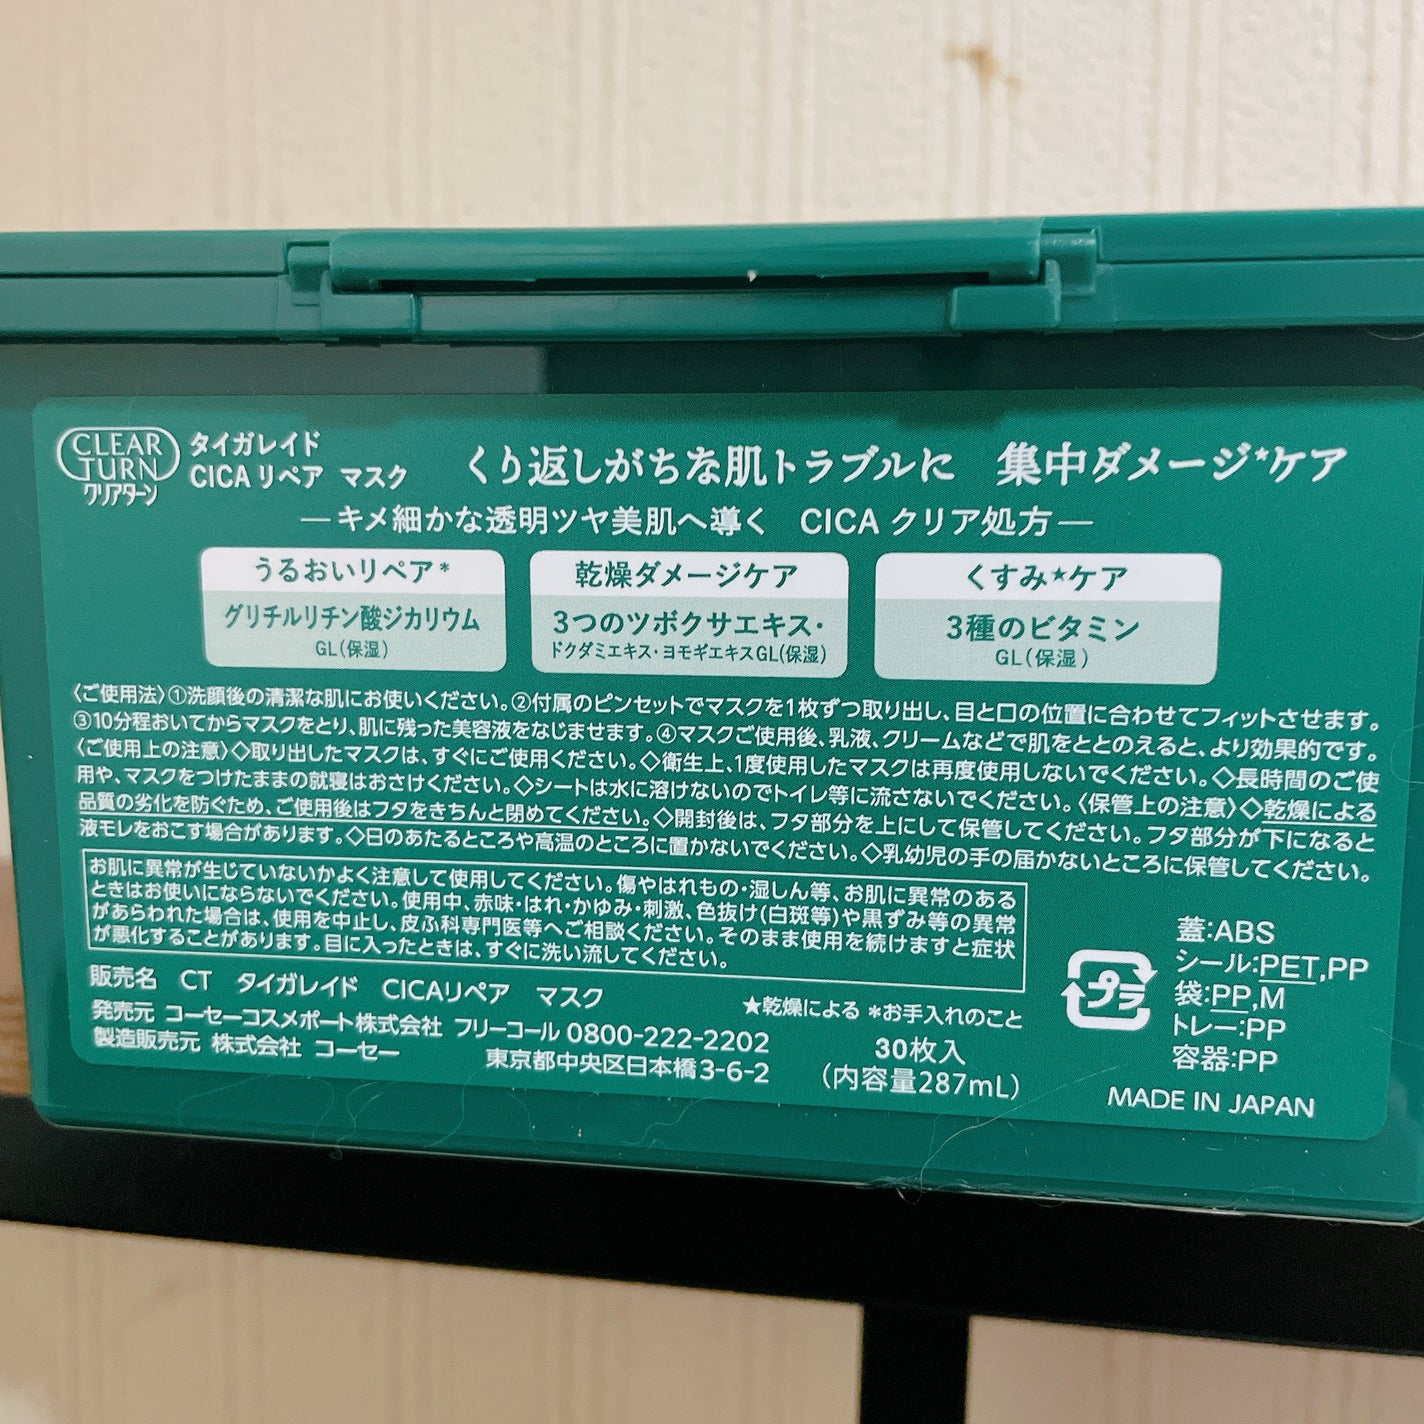 CLEAR
TURN
クリアターン
タイガレイド
CICA リペア マスク
くり返しがちな肌トラブルに 集中ダメージ*ケア
―キメ細かな透明ツヤ美肌へ導く CICA クリア処方―
うるおいリペア*
グリチルリチン酸ジカリウム
GL(保湿)
乾燥ダメージケア
3つのツボクサエキス・
ドクダミエキス・ヨモギエキスGL(保湿)
くすみ★ケア
3種のビタミン
GL(保湿)
〈ご使用法〉①洗顔後の清潔な肌にお使いください。②付属のピンセットでマスクを1枚ずつ取り出し、目と口の位置に合わせてフィットさせます。
③10分程おいてからマスクをとり、肌に残った美容液をなじませます。④マスクご使用後、乳液、クリームなどで肌をととのえると、より効果的です。
〈ご使用上の注意〉◇取り出したマスクは、すぐにご使用ください。◇衛生上、1度使用したマスクは再度使用しないでください。◇長時間のご使
用や、マスクをつけたままの就寝はおさけください。◇シートは水に溶けないのでトイレ等に流さないでください。〈保管上の注意〉◇乾燥による
品質の劣化を防ぐため、ご使用後はフタをきちんと閉めてください。◇開封後は、フタ部分を上にして保管してください。フタ部分が下になると
液モレをおこす場合があります。◇日のあたるところや高温のところに置かないでください。◇乳幼児の手の届かないところに保管してください。
お肌に異常が生じていないかよく注意して使用してください。傷やはれもの・湿しん等、お肌に異常のある
ときはお使いにならないでください。使用中、赤味・はれ・かゆみ・刺激、色抜け(白斑等)や黒ずみ等の異常
があらわれた場合は、使用を中止し、皮ふ科専門医等へご相談ください。そのまま使用を続けますと症状
が悪化することがあります。目に入ったときは、すぐに洗い流してください。
販売名 CT タイガレイド CICAリペア マスク
★乾燥による *お手入れのこと
発売元 コーセーコスメポート株式会社 フリーコール 0800-222-2202
製造販売元 株式会社 コーセー 東京都中央区日本橋3-6-2
30枚入
(内容量287mL)
プラ
蓋:ABS
シール:PET,PP
袋:PP,M
トレー:PP
容器:PP
MADE IN JAPAN